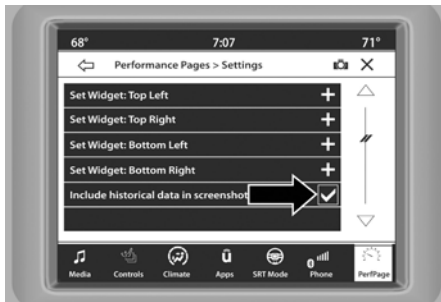 68°
7:07
71°
Performance Pages > Settings
Set Widget: Top Left
Set Widget: Top Right
Set Widget: Bottom Left
Set Widget: Bottom Right
Include historical data in screenshot
Media
Controls
Climate
Apps
SRT Mode
Phone
PerfPage